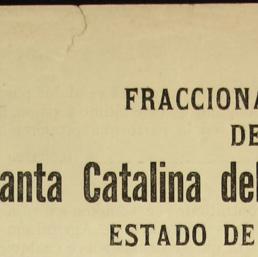 FRACCIONA
DE
anta Catalina del
ESTADO DE